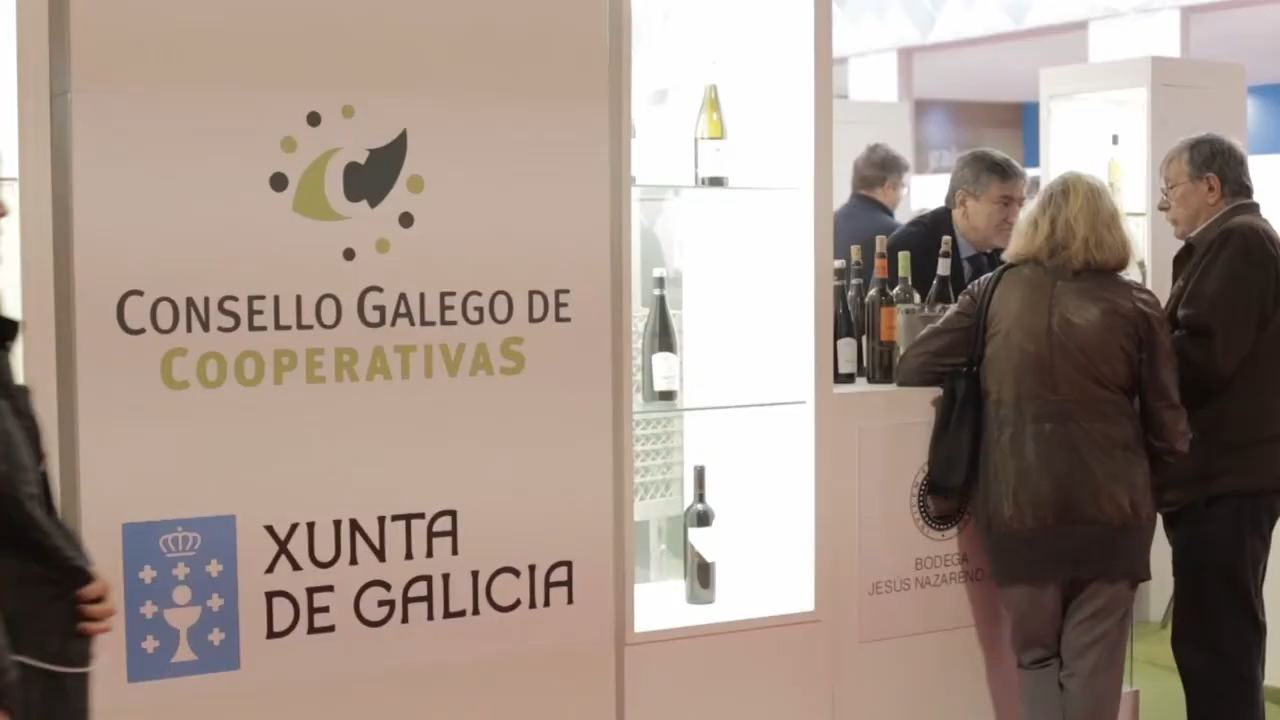 CONSELLO GALEGO DE
COOPERATIVAS
XUNTA
DE GALICIA
BODEGA
JESÚS NAZARENO